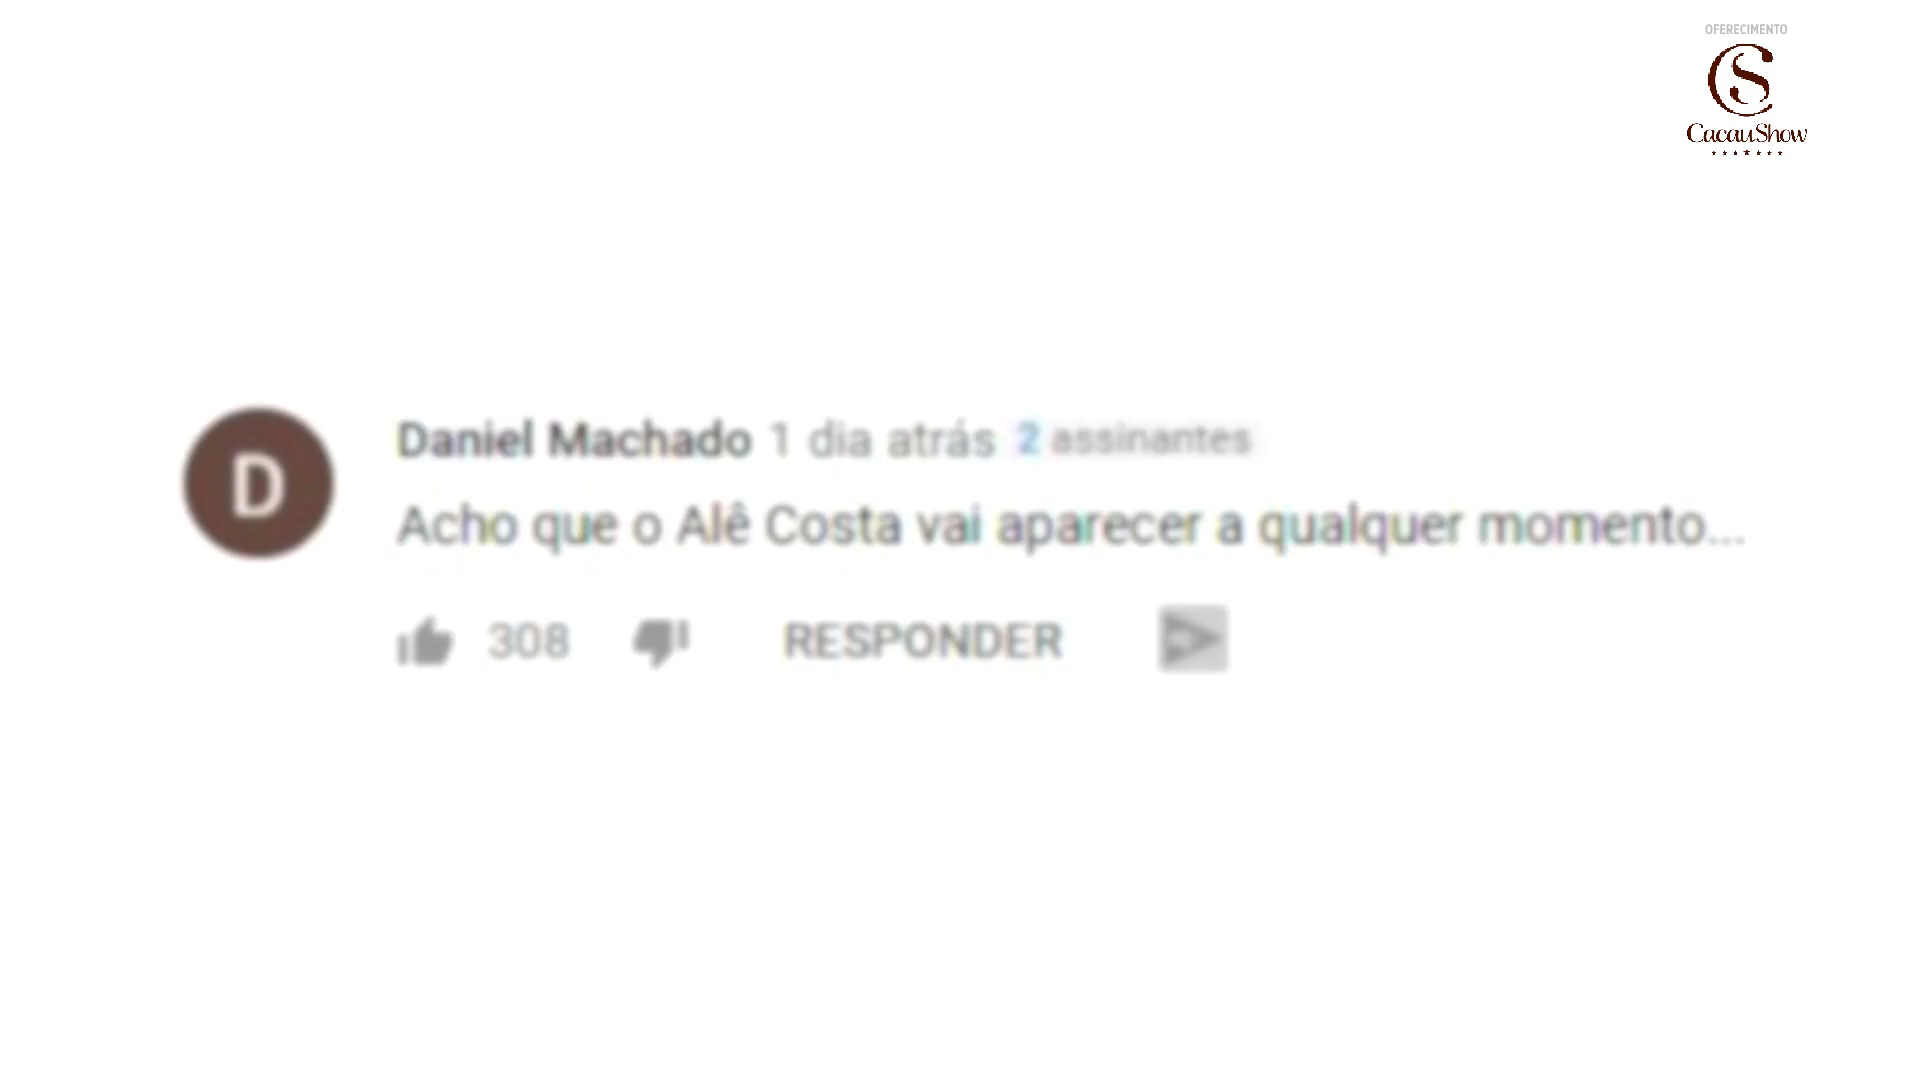 OFERECIMENTO
CS
CacauShow
D
Daniel Machado 1 dia atrás 2 assinantes
Acho que o Alê Costa vai aparecer a qualquer momento...
308 RESPONDER